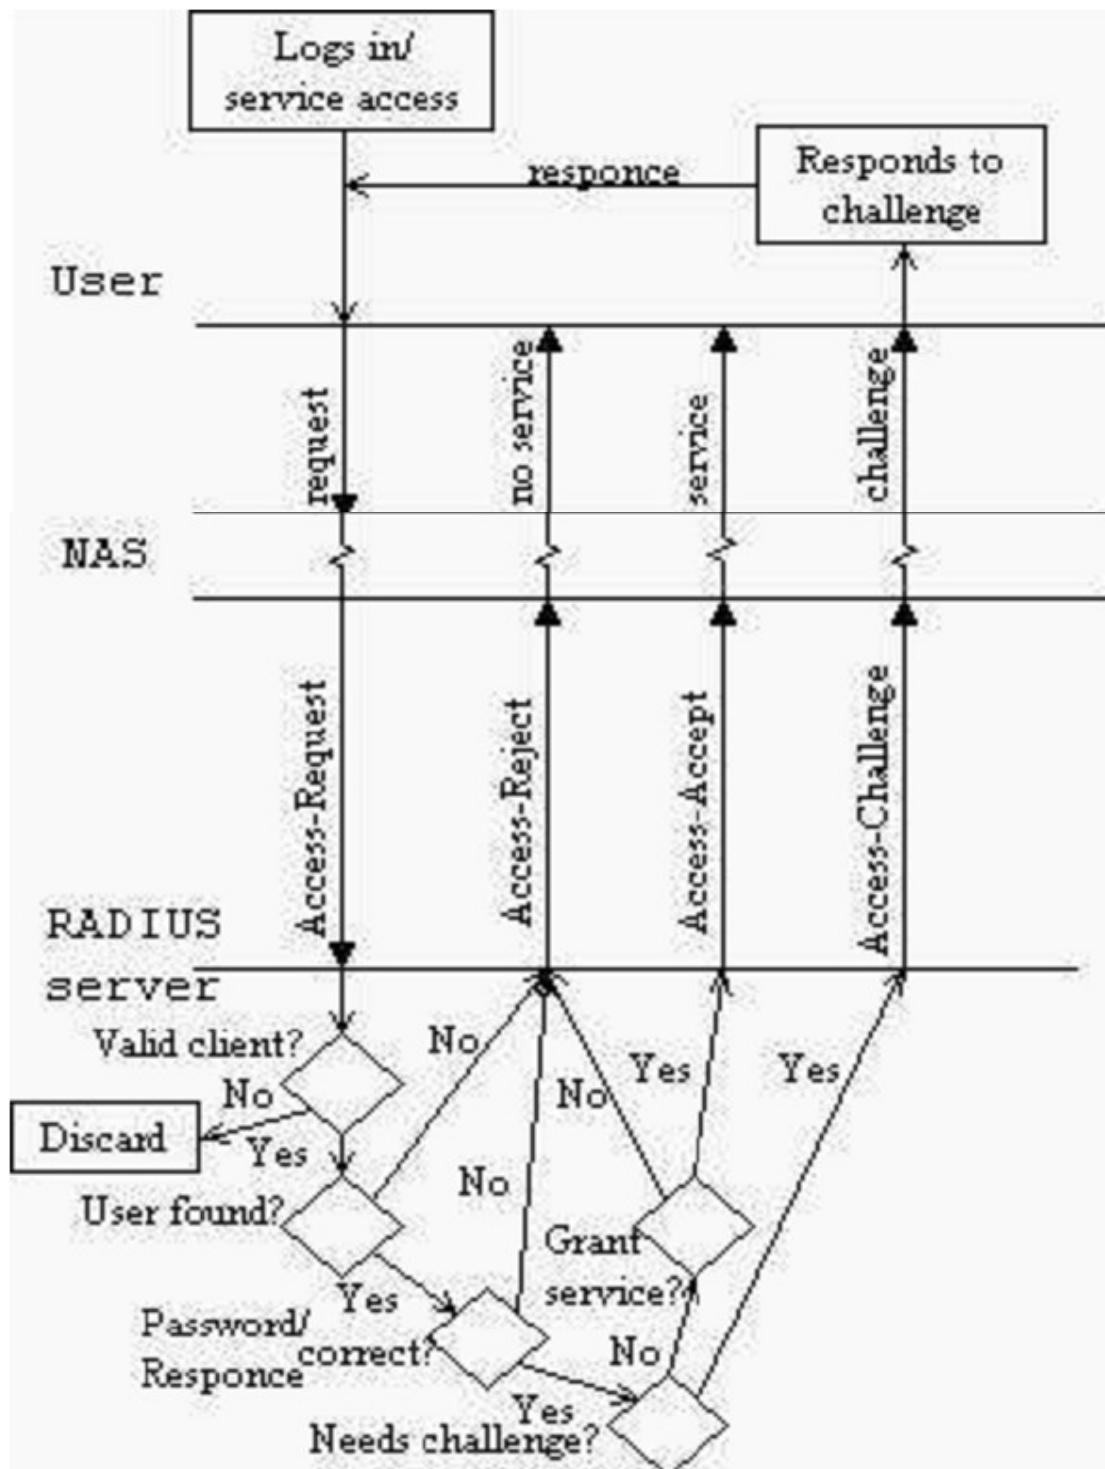 Logs in/
service access
Responds to
challenge
responce
User
request
no service
service
challenge
NAS
Access-Request
Access-Reject
Access-Accept
Access-Challenge
RADIUS
server
Valid client?
No
No
Yes
Yes
No
Discard
Yes
No
User found?
Grant
service?
Yes
Password/
Responce
correct?
No
Yes
Needs challenge?